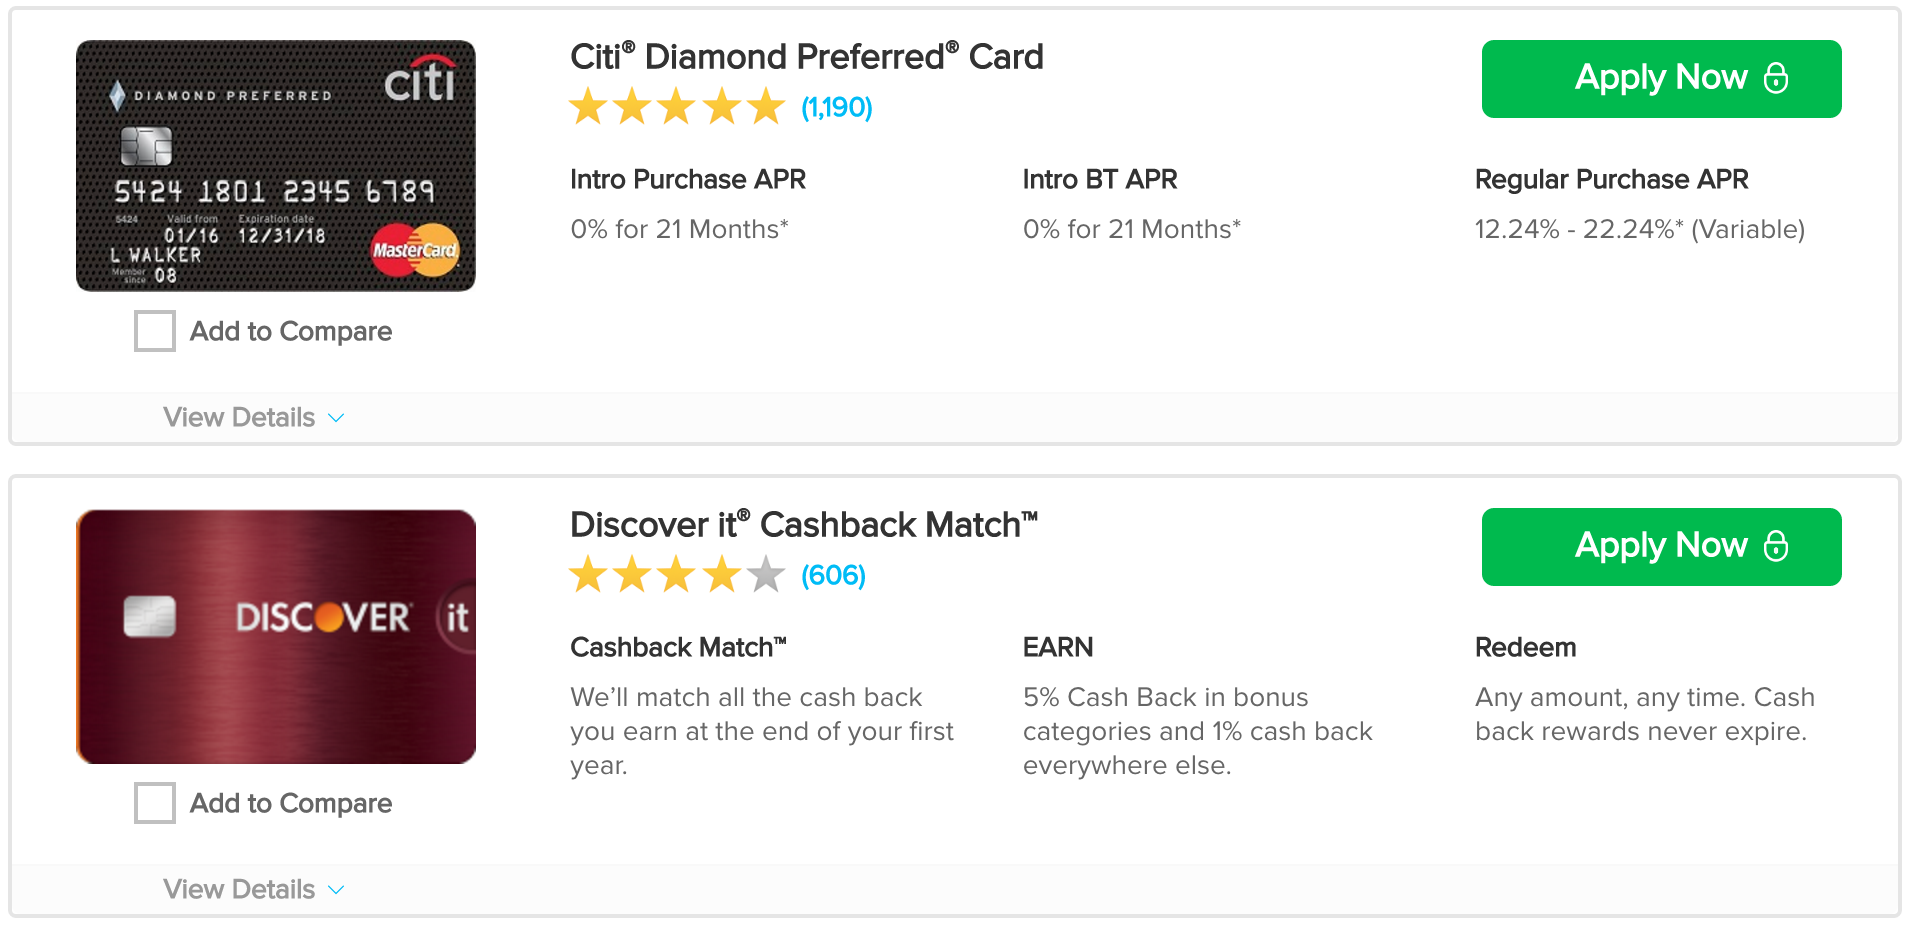 citi
DIAMOND PREFERRED
5424 1801 2345 6789
5424 Valid from Expiration date
01/16 12/31/18
L WALKER
Member since 08
MasterCard
Add to Compare
Citi® Diamond Preferred® Card
(1,190)
Apply Now
Intro Purchase APR
0% for 21 Months*
Intro BT APR
0% for 21 Months*
Regular Purchase APR
12.24% - 22.24%* (Variable)
View Details
DISCOVER it
Add to Compare
Discover it® Cashback Match™
(606)
Apply Now
Cashback Match™
We’ll match all the cash back
you earn at the end of your first
year.
EARN
5% Cash Back in bonus
categories and 1% cash back
everywhere else.
Redeem
Any amount, any time. Cash
back rewards never expire.
View Details